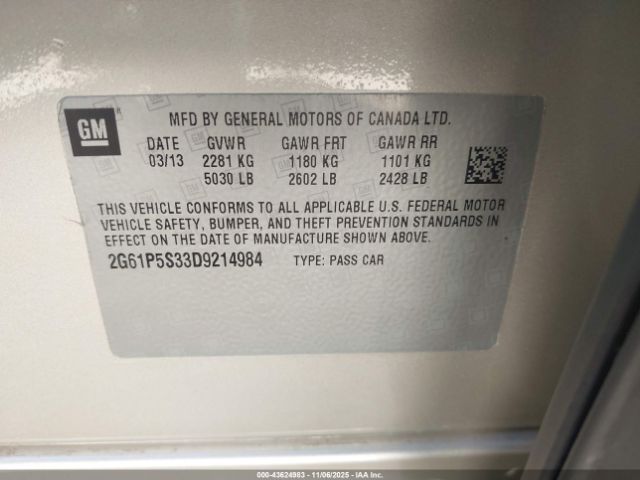 GM
MFD BY GENERAL MOTORS OF CANADA LTD.
DATE GVWR GAWR FRT GAWR RR
03/13 2281 KG 1180 KG 1101 KG
5030 LB 2602 LB 2428 LB
THIS VEHICLE CONFORMS TO ALL APPLICABLE U.S. FEDERAL MOTOR
VEHICLE SAFETY, BUMPER, AND THEFT PREVENTION STANDARDS IN
EFFECT ON THE DATE OF MANUFACTURE SHOWN ABOVE.
2G61P5S33D9214984 TYPE: PASS CAR
000-43624983 - 11/06/2025 - IAA Inc.